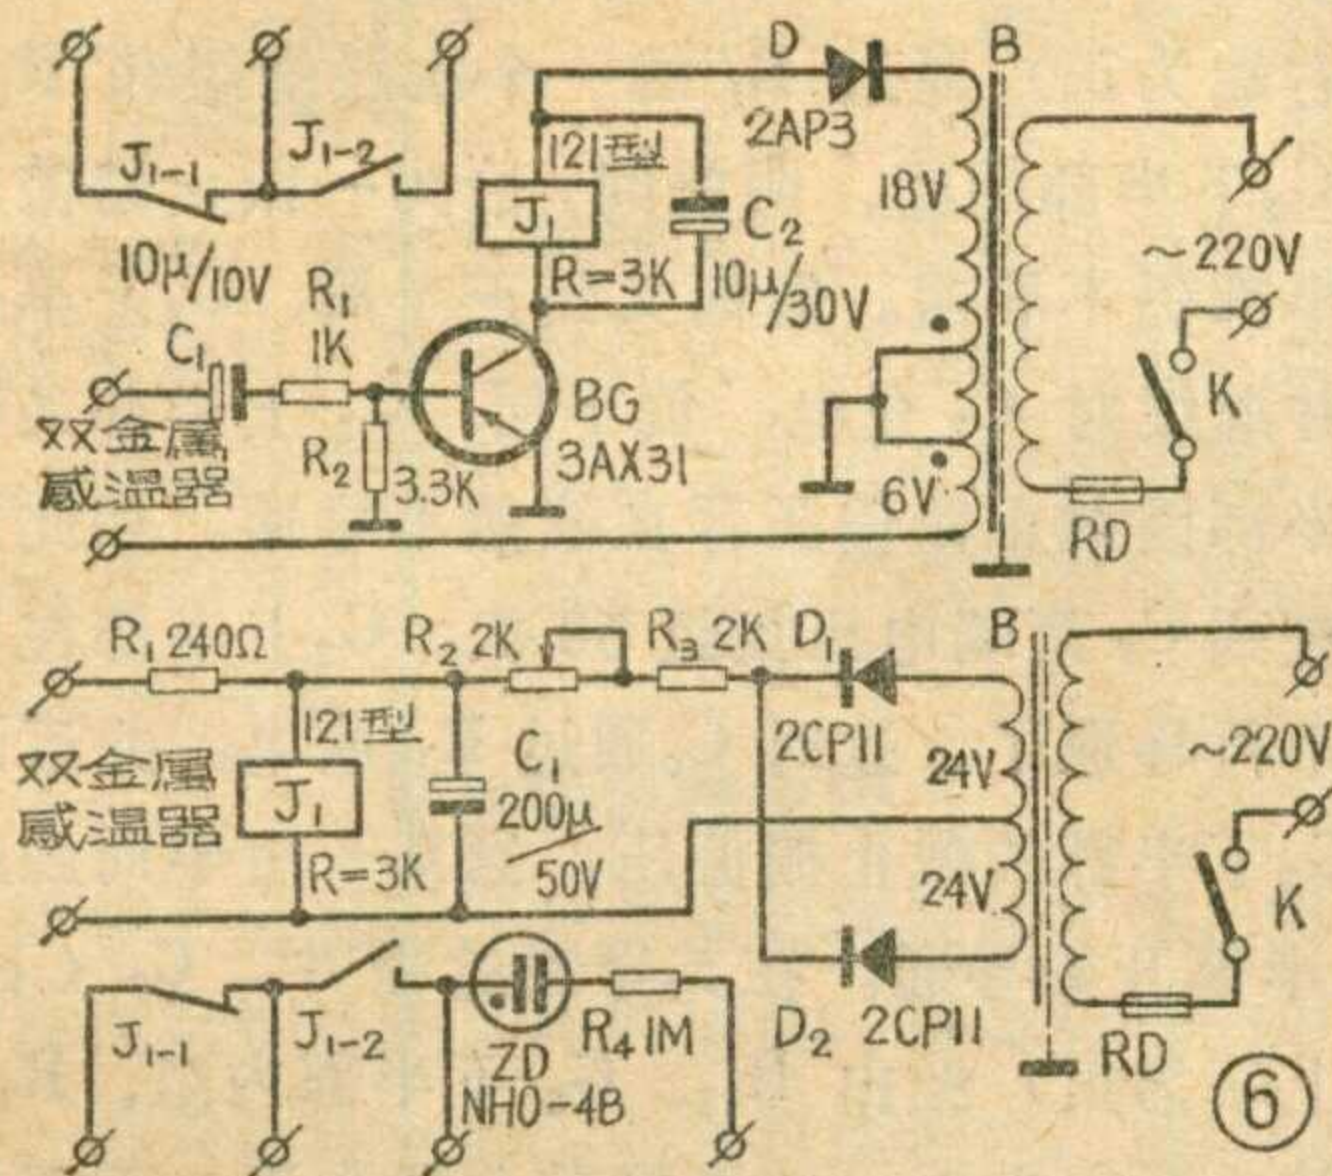 D
B
2AP3
J1-1
J1-2
121型
J1
18V
C2
R=3K
10μ/30V
~220V
10μ/10V
R1
1K
C1
BG
3AX31
K
双金属
感温器
R2
3.3K
6V
RD
R1 240Ω
R2 2K
R3 2K
D1
B
2CP11
121型
双金属
感温器
J1
C1
200μ/50V
24V
~220V
R=3K
24V
K
J1-1
J1-2
ZD
NHO-4B
R4 1M
D2 2CP11
RD
6